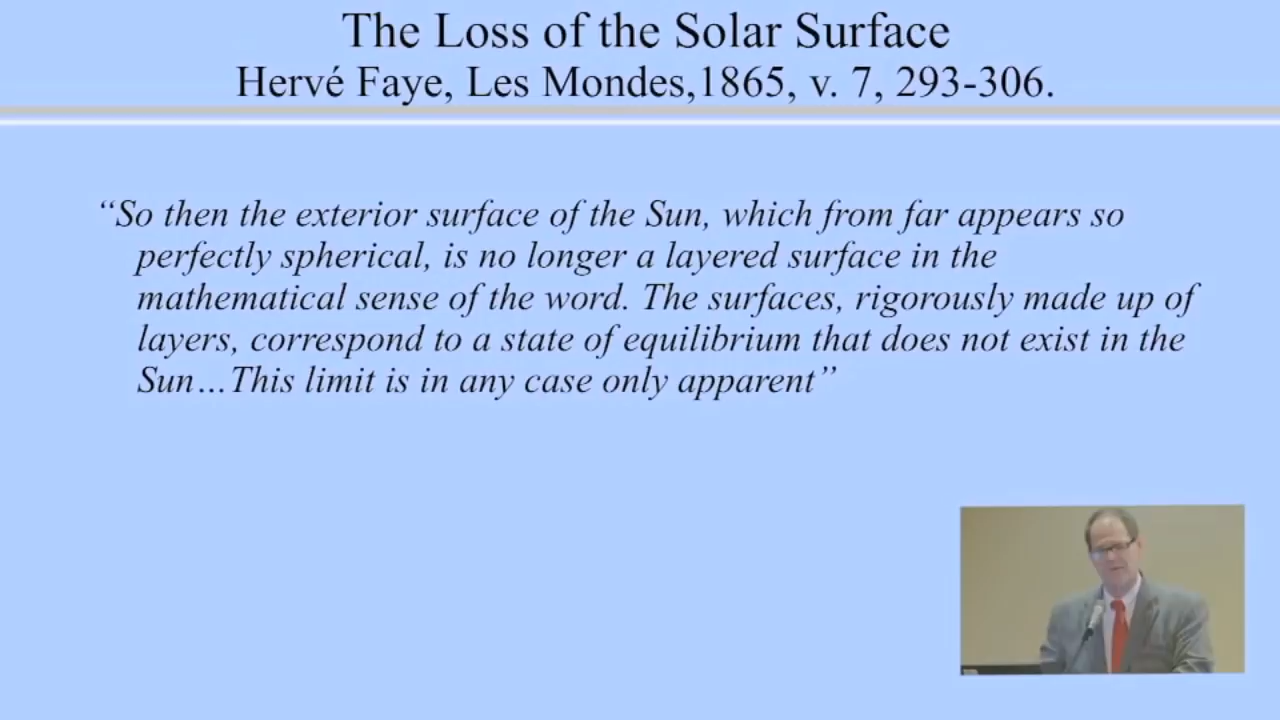 The Loss of the Solar Surface
Hervé Faye, Les Mondes,1865, v. 7, 293-306.
“So then the exterior surface of the Sun, which from far appears so
perfectly spherical, is no longer a layered surface in the
mathematical sense of the word. The surfaces, rigorously made up of
layers, correspond to a state of equilibrium that does not exist in the
Sun…This limit is in any case only apparent”